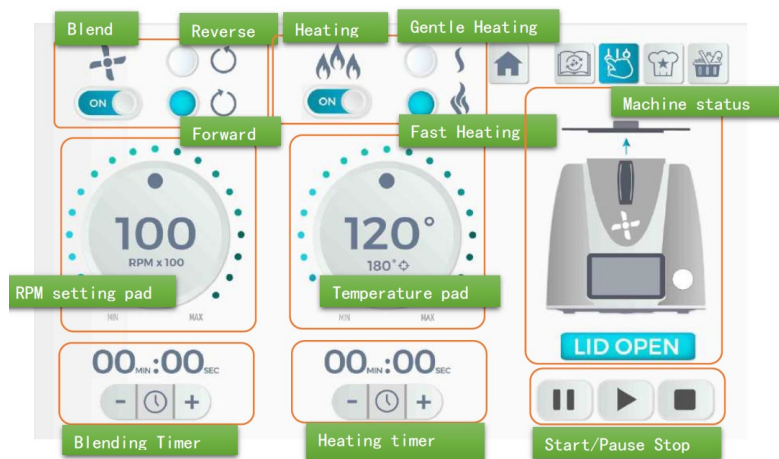 Blend
Reverse
Heating
Gentle Heating
ON
ON
Machine status
Forward
Fast Heating
100
RPM x 100
120°
180°
RPM setting pad
Temperature pad
MIN MAX
MIN MAX
LID OPEN
00MIN:00SEC
00MIN:00SEC
- +
- +
Blending Timer
Heating timer
Start/Pause Stop